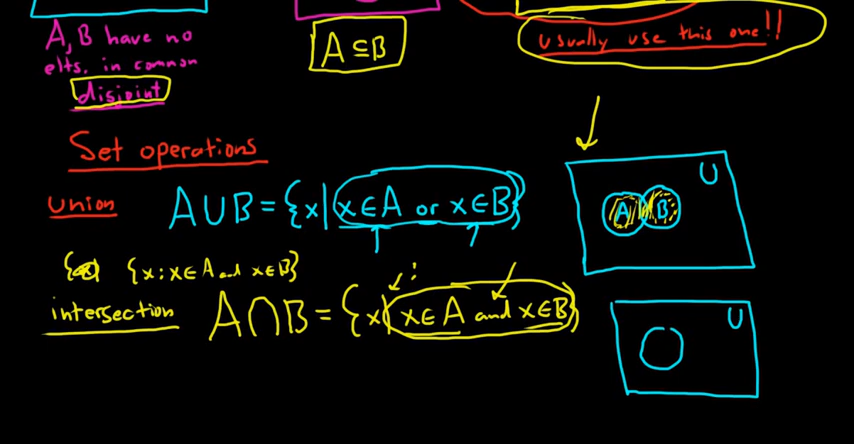 A, B have no
elts. in common
disjoint
A ⊆ B
usually use this one!!
Set operations
union
A ∪ B = {x | x ∈ A or x ∈ B}
U
A B
{x : x ∈ A and x ∈ B}
:
intersection
A ∩ B = {x | x ∈ A and x ∈ B}
U